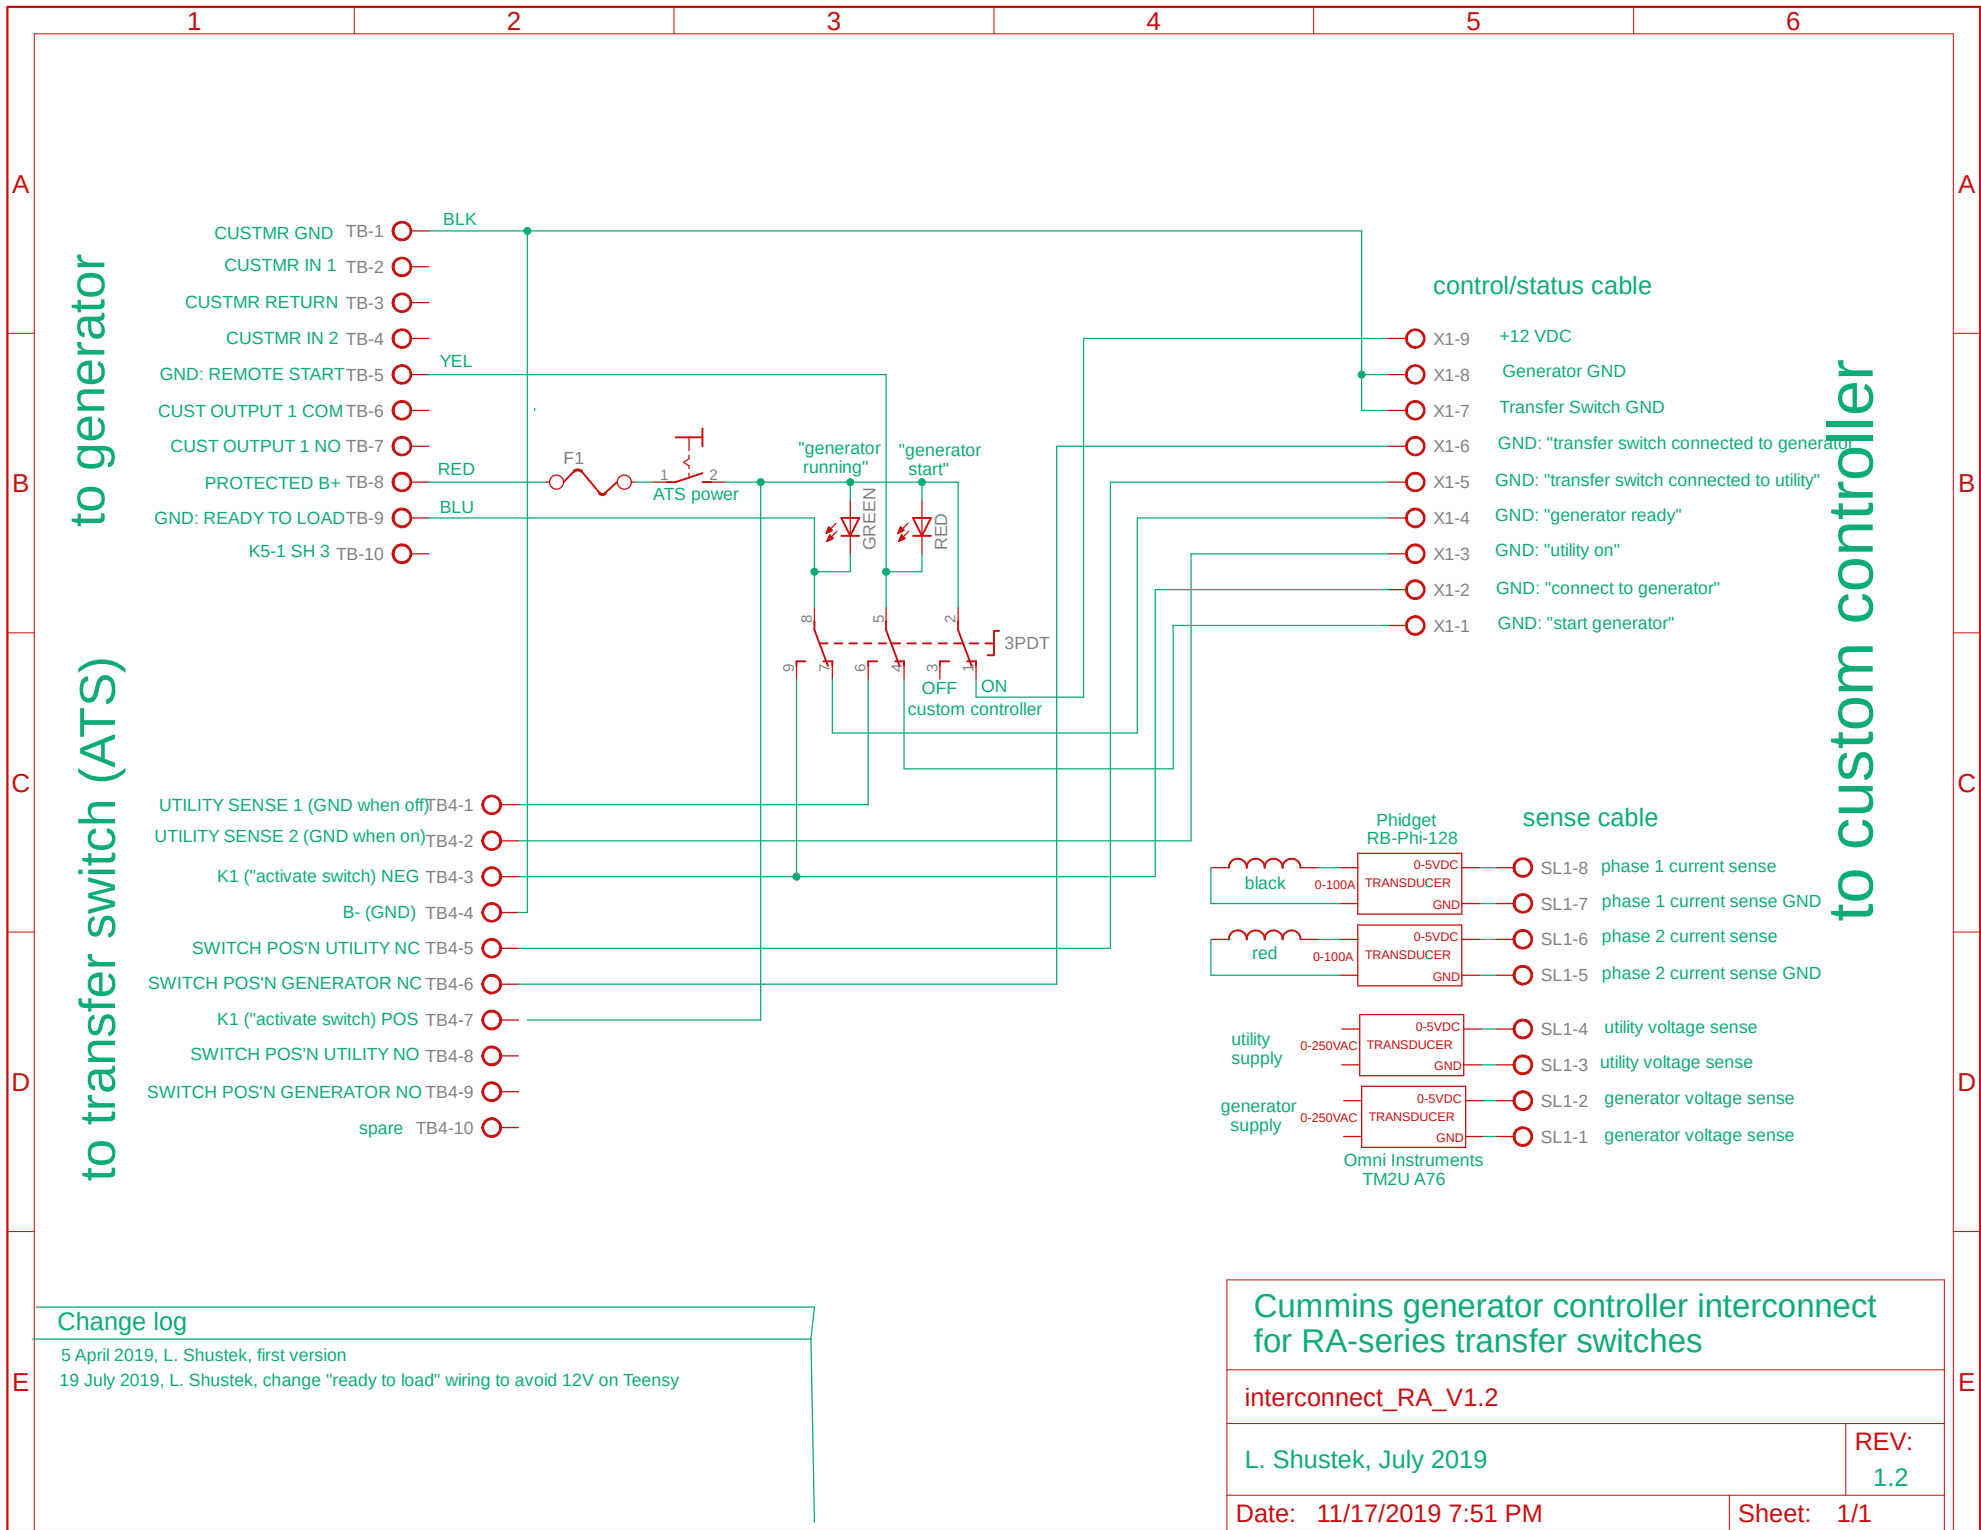 1 2 3 4 5 6
A A
B B
C C
D D
E E
to generator
CUSTMR GND TB-1 BLK
CUSTMR IN 1 TB-2
CUSTMR RETURN TB-3
CUSTMR IN 2 TB-4
GND: REMOTE START TB-5 YEL
CUST OUTPUT 1 COM TB-6
CUST OUTPUT 1 NO TB-7
PROTECTED B+ TB-8 RED
GND: READY TO LOAD TB-9 BLU
K5-1 SH 3 TB-10
F1
1 2
ATS power
"generator
running"
"generator
start"
GREEN
RED
8 5 2
3PDT
9 7 6 4 3 1
OFF ON
custom controller
to transfer switch (ATS)
UTILITY SENSE 1 (GND when off) TB4-1
UTILITY SENSE 2 (GND when on) TB4-2
K1 ("activate switch) NEG TB4-3
B- (GND) TB4-4
SWITCH POS'N UTILITY NC TB4-5
SWITCH POS'N GENERATOR NC TB4-6
K1 ("activate switch) POS TB4-7
SWITCH POS'N UTILITY NO TB4-8
SWITCH POS'N GENERATOR NO TB4-9
spare TB4-10
to custom controller
control/status cable
X1-9 +12 VDC
X1-8 Generator GND
X1-7 Transfer Switch GND
X1-6 GND: "transfer switch connected to generator
X1-5 GND: "transfer switch connected to utility"
X1-4 GND: "generator ready"
X1-3 GND: "utility on"
X1-2 GND: "connect to generator"
X1-1 GND: "start generator"
sense cable
Phidget
RB-Phi-128
black 0-100A TRANSDUCER 0-5VDC GND
SL1-8 phase 1 current sense
SL1-7 phase 1 current sense GND
red 0-100A TRANSDUCER 0-5VDC GND
SL1-6 phase 2 current sense
SL1-5 phase 2 current sense GND
utility
supply
0-250VAC TRANSDUCER 0-5VDC GND
SL1-4 utility voltage sense
SL1-3 utility voltage sense
generator
supply
0-250VAC TRANSDUCER 0-5VDC GND
SL1-2 generator voltage sense
SL1-1 generator voltage sense
Omni Instruments
TM2U A76
Change log
5 April 2019, L. Shustek, first version
19 July 2019, L. Shustek, change "ready to load" wiring to avoid 12V on Teensy
Cummins generator controller interconnect
for RA-series transfer switches
interconnect_RA_V1.2
L. Shustek, July 2019
REV:
1.2
Date: 11/17/2019 7:51 PM
Sheet: 1/1